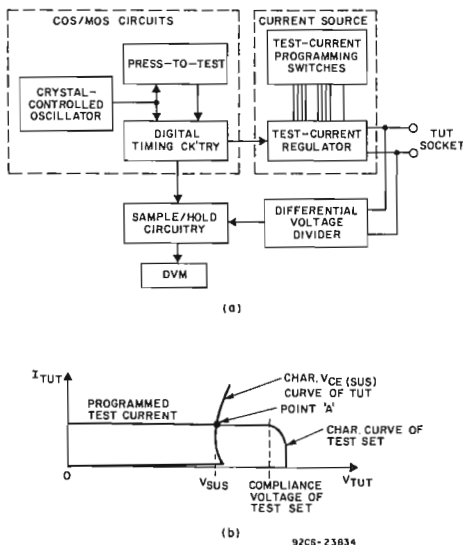 COS/MOS CIRCUITS
CURRENT SOURCE
PRESS-TO-TEST
TEST-CURRENT
PROGRAMMING
SWITCHES
CRYSTAL-
CONTROLLED
OSCILLATOR
DIGITAL
TIMING CK'TRY
TEST-CURRENT
REGULATOR
TUT
SOCKET
SAMPLE/HOLD
CIRCUITRY
DIFFERENTIAL
VOLTAGE
DIVIDER
DVM
(a)
I TUT
PROGRAMMED
TEST CURRENT
CHAR. VCE (SUS)
CURVE OF TUT
POINT 'A'
CHAR. CURVE OF
TEST SET
O
VSUS
COMPLIANCE
VOLTAGE OF
TEST SET
VTUT
(b)
92CS-23834